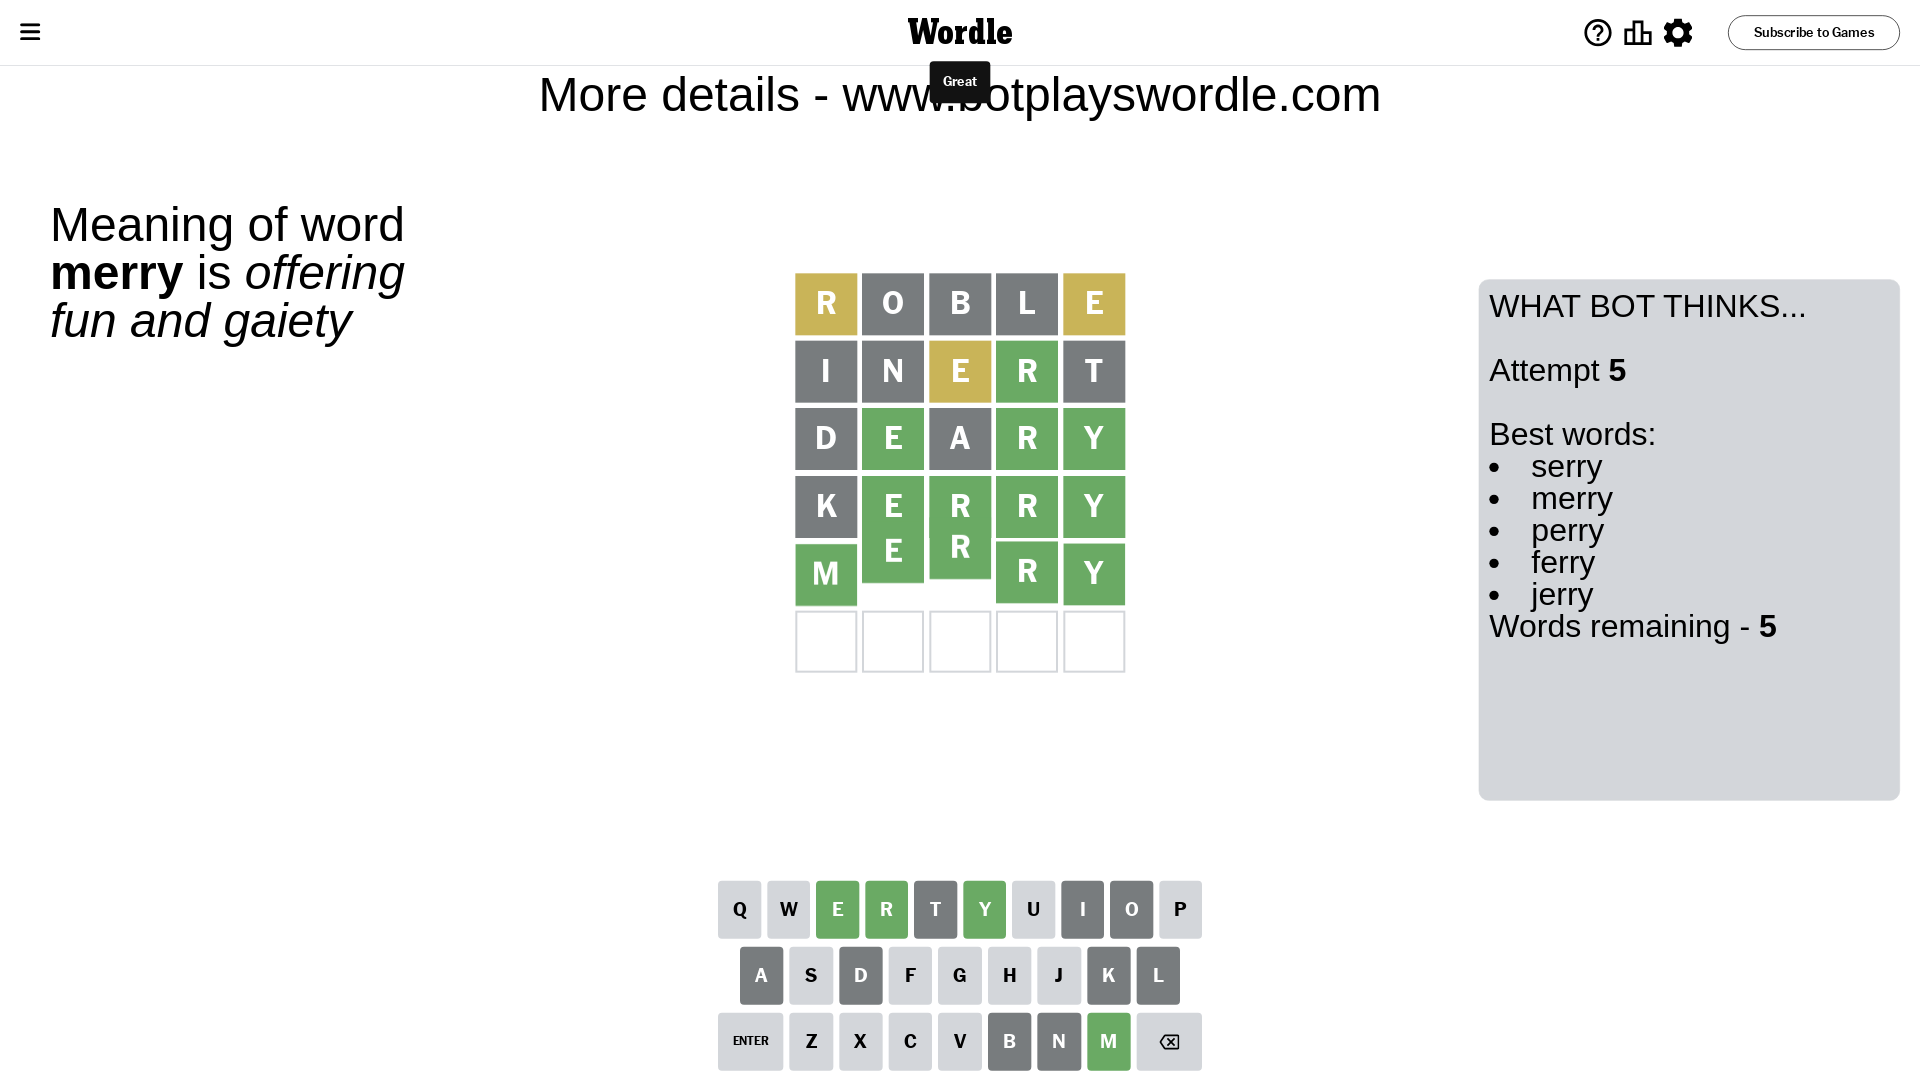 Wordle
Subscribe to Games
Great
More details - www.botplayswordle.com
Meaning of word
merry is offering
fun and gaiety
R O B L E
I N E R T
D E A R Y
K E R R Y
M E R R Y
WHAT BOT THINKS...
Attempt 5
Best words:
• serry
• merry
• perry
• ferry
• jerry
Words remaining - 5
Q W E R T Y U I O P
A S D F G H J K L
ENTER Z X C V B N M